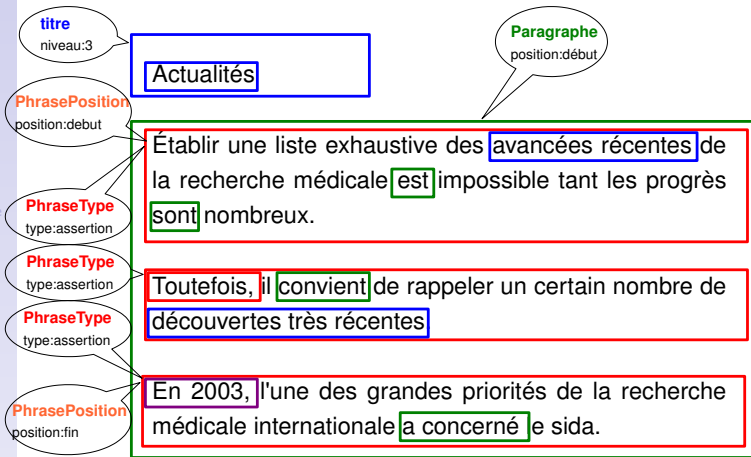 titre
niveau:3
Paragraphe
position:début
Actualités
PhrasePosition
position:debut
Établir une liste exhaustive des avancées récentes de
la recherche médicale est impossible tant les progrès
sont nombreux.
PhraseType
type:assertion
PhraseType
type:assertion
Toutefois, il convient de rappeler un certain nombre de
découvertes très récentes.
PhraseType
type:assertion
En 2003, l'une des grandes priorités de la recherche
médicale internationale a concerné e sida.
PhrasePosition
position:fin